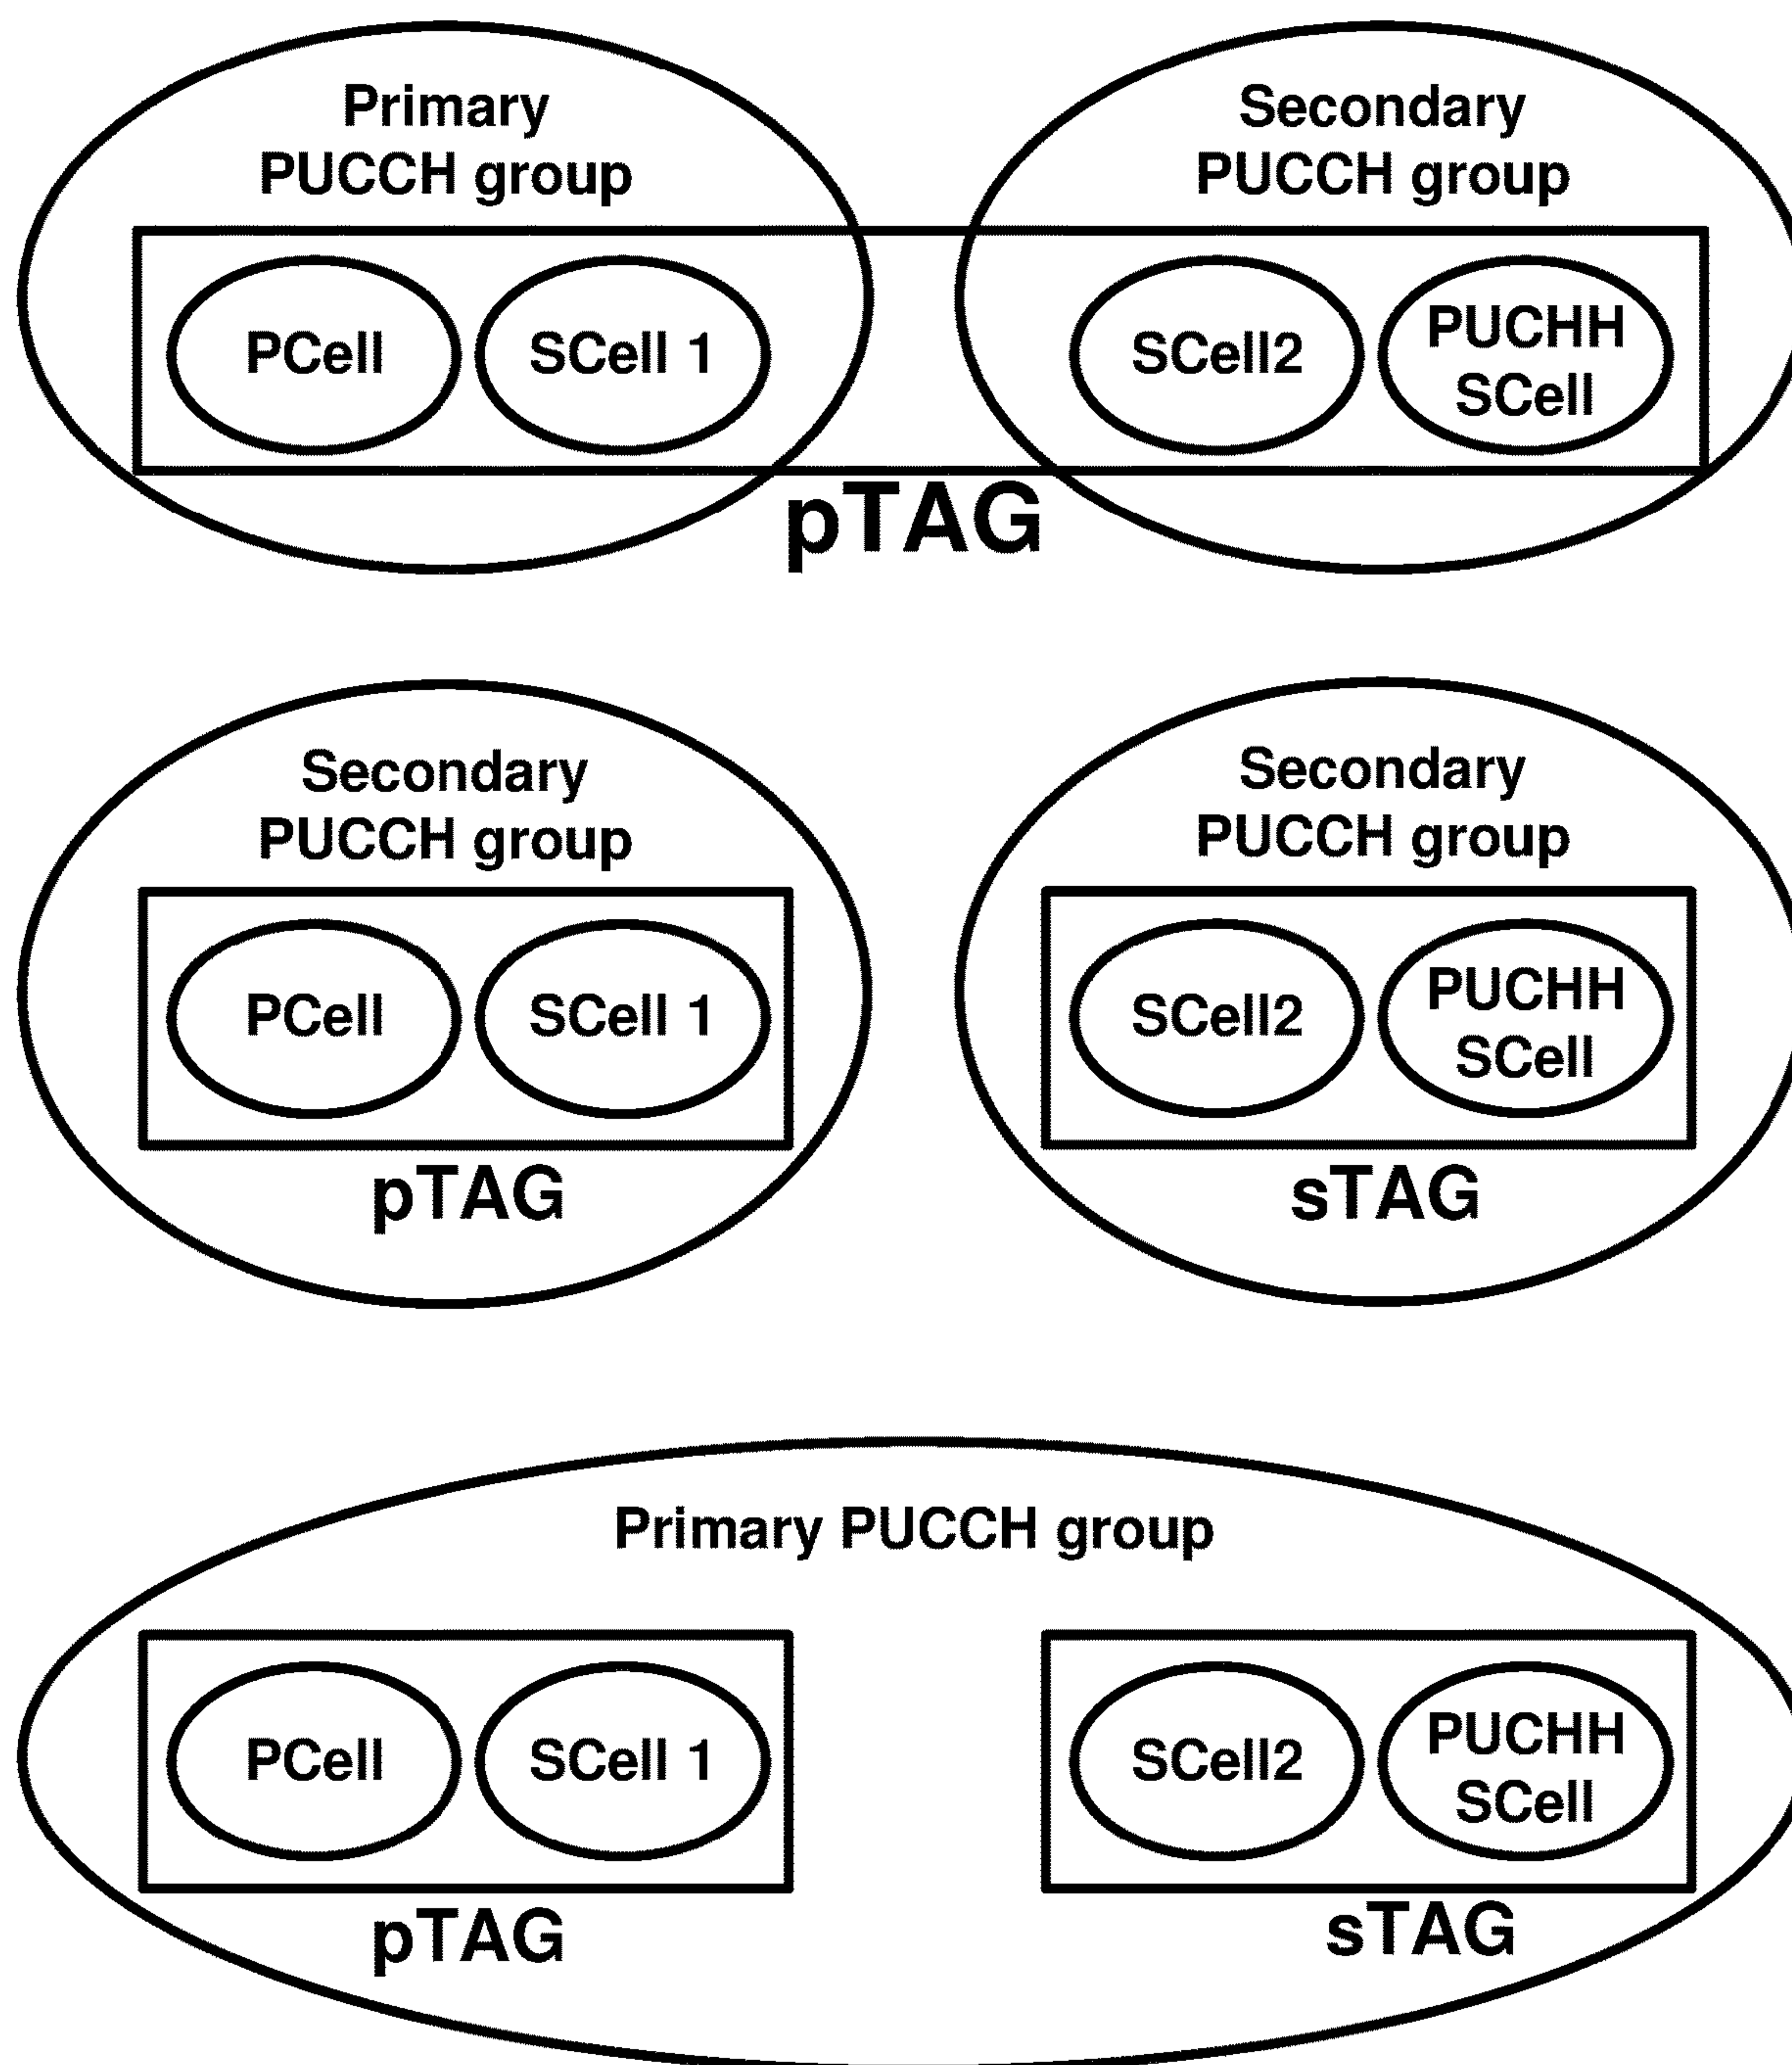 Primary
PUCCH group
Secondary
PUCCH group
PCell
SCell 1
SCell2
PUCHH
SCell
pTAG
Secondary
PUCCH group
Secondary
PUCCH group
PCell
SCell 1
SCell2
PUCHH
SCell
pTAG
sTAG
Primary PUCCH group
PCell
SCell 1
SCell2
PUCHH
SCell
pTAG
sTAG